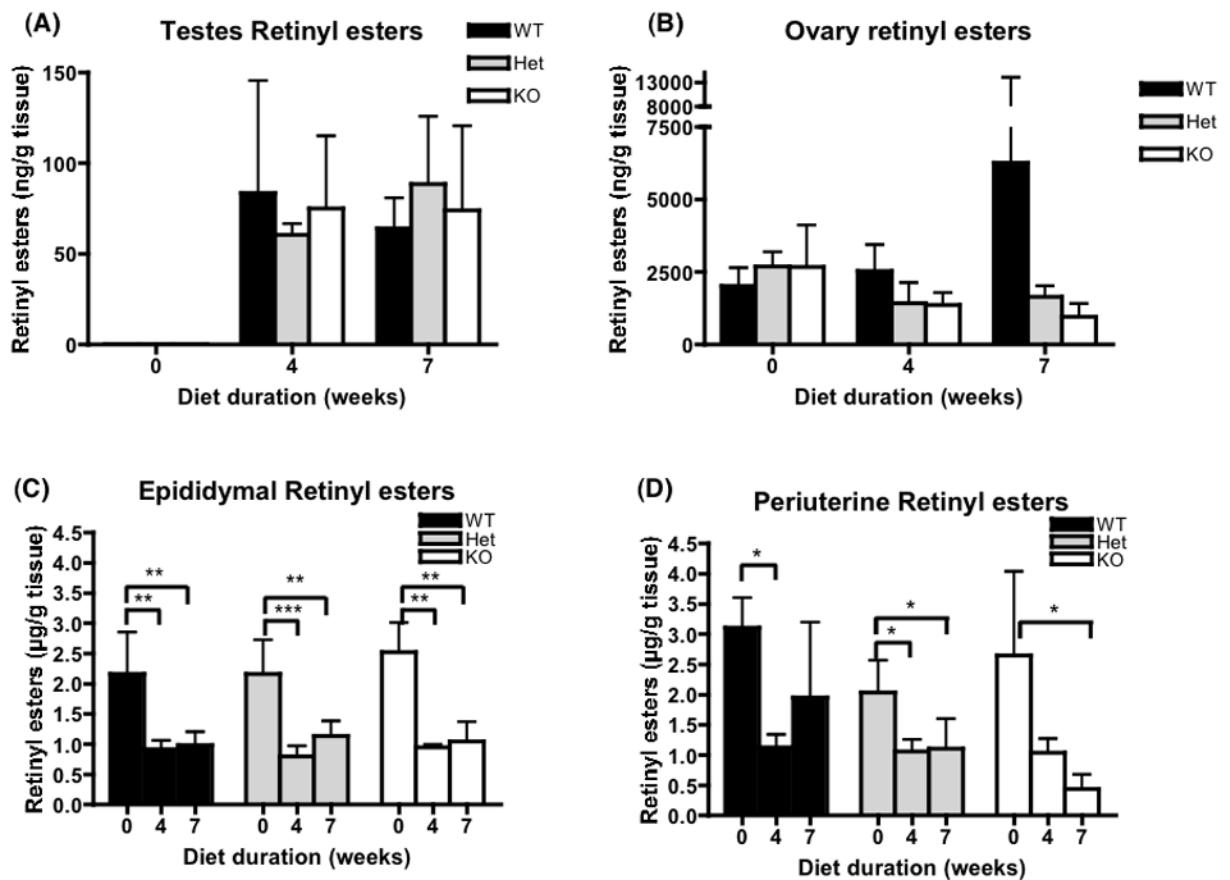 (A)
Testes Retinyl esters
WT
Het
KO
Retinyl esters (ng/g tissue)
150
100
50
0
0 4 7
Diet duration (weeks)
(B)
Ovary retinyl esters
WT
Het
KO
Retinyl esters (ng/g tissue)
13000
8000
7500
5000
2500
0
0 4 7
Diet duration (weeks)
(C)
Epididymal Retinyl esters
WT
Het
KO
Retinyl esters (µg/g tissue)
4.5
4.0
3.5
3.0
2.5
2.0
1.5
1.0
0.5
0.0
** ** **
** *** **
0 4 7 0 4 7 0 4 7
Diet duration (weeks)
(D)
Periuterine Retinyl esters
WT
Het
KO
Retinyl esters (µg/g tissue)
4.5
4.0
3.5
3.0
2.5
2.0
1.5
1.0
0.5
0.0
* * *
*
0 4 7 0 4 7 0 4 7
Diet duration (weeks)